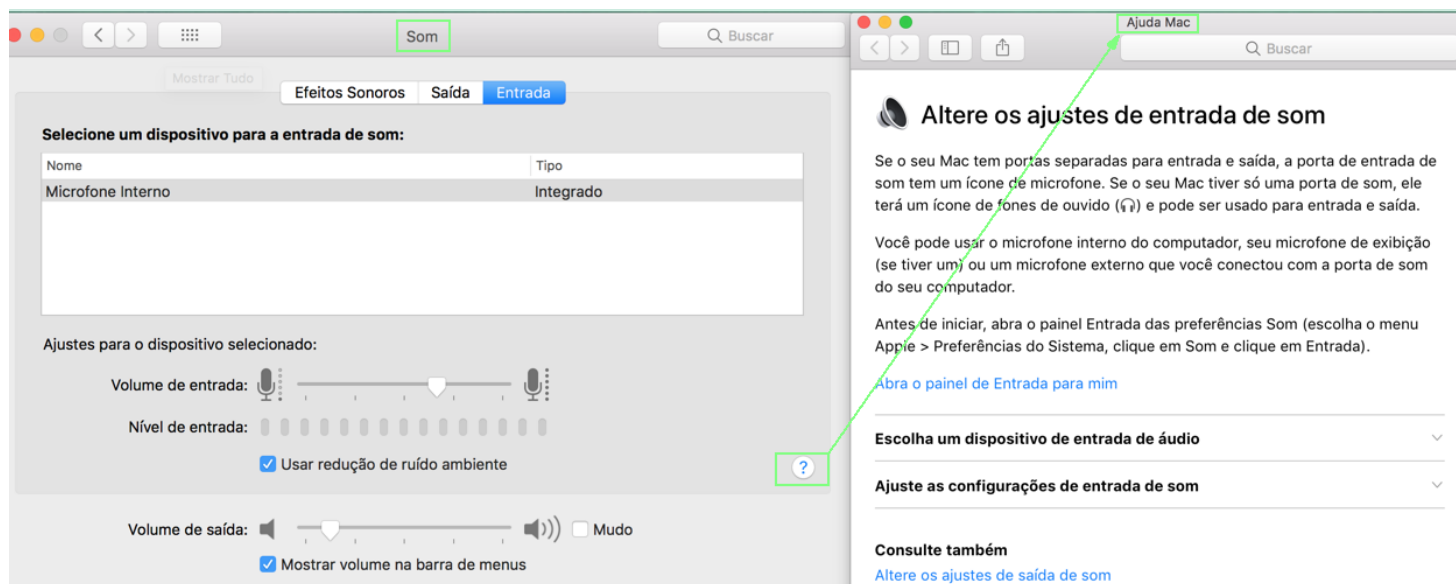 Som
Buscar
Mostrar Tudo
Efeitos Sonoros Saída Entrada
Selecione um dispositivo para a entrada de som:
Nome Tipo
Microfone Interno Integrado
Ajustes para o dispositivo selecionado:
Volume de entrada:
Nível de entrada:
Usar redução de ruído ambiente
?
Volume de saída:
Mudo
Mostrar volume na barra de menus
Ajuda Mac
Buscar
Altere os ajustes de entrada de som
Se o seu Mac tem portas separadas para entrada e saída, a porta de entrada de
som tem um ícone de microfone. Se o seu Mac tiver só uma porta de som, ele
terá um ícone de fones de ouvido (🎧) e pode ser usado para entrada e saída.
Você pode usar o microfone interno do computador, seu microfone de exibição
(se tiver um) ou um microfone externo que você conectou com a porta de som
do seu computador.
Antes de iniciar, abra o painel Entrada das preferências Som (escolha o menu
Apple > Preferências do Sistema, clique em Som e clique em Entrada).
Abra o painel de Entrada para mim
Escolha um dispositivo de entrada de áudio
Ajuste as configurações de entrada de som
Consulte também
Altere os ajustes de saída de som